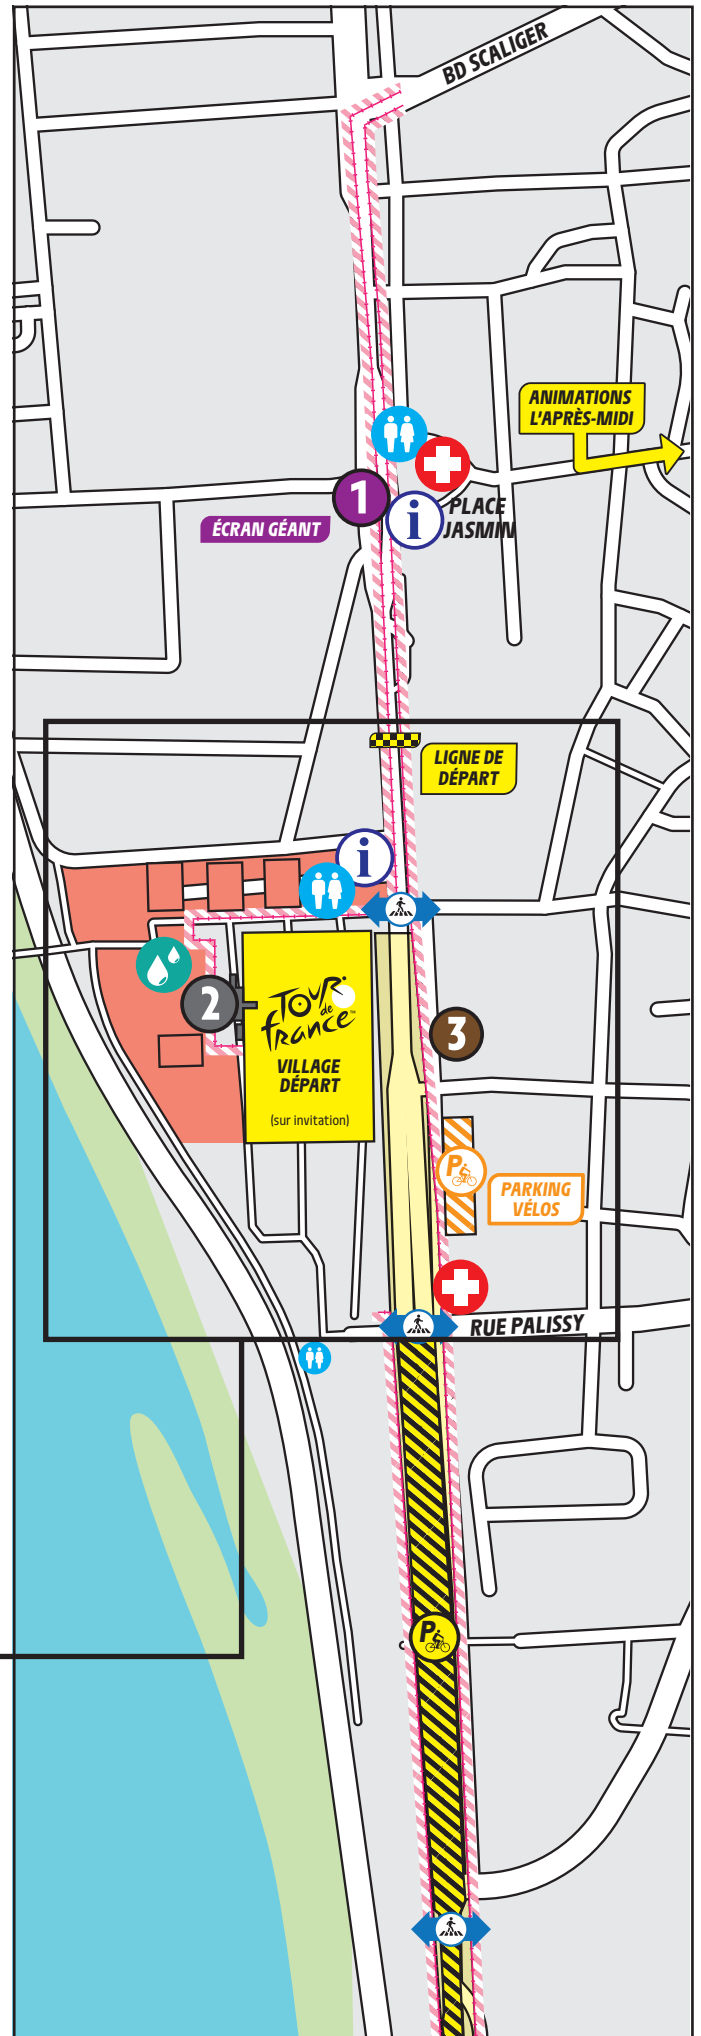 BD SCALIGER
ANIMATIONS
L'APRÈS-MIDI
1
ÉCRAN GÉANT
i
PLACE
JASMIN
LIGNE DE
DÉPART
i
2
TOUR
de
france™
VILLAGE
DÉPART
(sur invitation)
3
P
PARKING
VÉLOS
RUE PALISSY
P